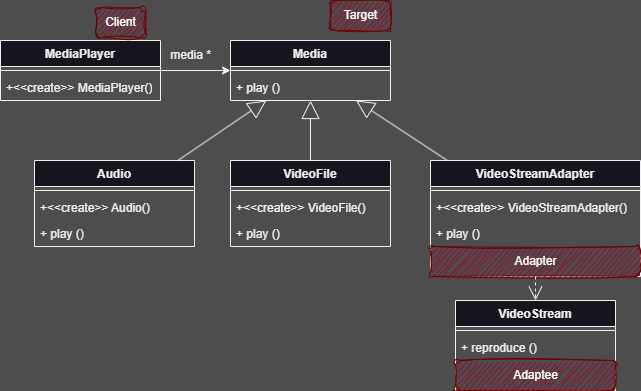 Client
Target
MediaPlayer
media *
Media
+<<create>> MediaPlayer()
+ play ()
Audio
VideoFile
VideoStreamAdapter
+<<create>> Audio()
+<<create>> VideoFile()
+<<create>> VideoStreamAdapter()
+ play ()
+ play ()
+ play ()
Adapter
VideoStream
+ reproduce ()
Adaptee